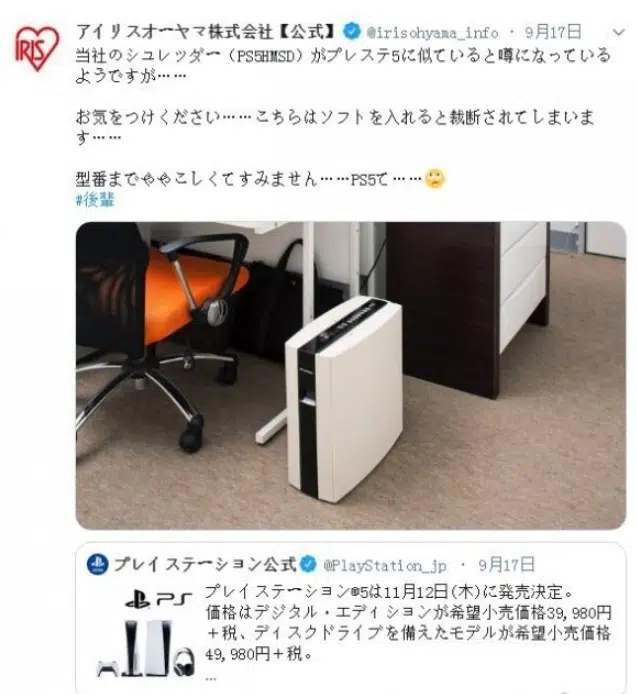 IRIS
アイリスオーヤマ株式会社【公式】 @irisohyama_info · 9月17日
当社のシュレッダー（PS5HMSD）がプレステ5に似ていると噂になっている
ようですが……
お気をつけください……こちらはソフトを入れると裁断されてしまいま
す……
型番までややこしくてすみません……PS5て……🙄
#後輩
プレイステーション公式 @PlayStation_jp · 9月17日
プレイステーション®5は11月12日(木)に発売決定。
価格はデジタル・エディションが希望小売価格39,980円
＋税、ディスクドライブを備えたモデルが希望小売価格
49,980円＋税。
...
PS5